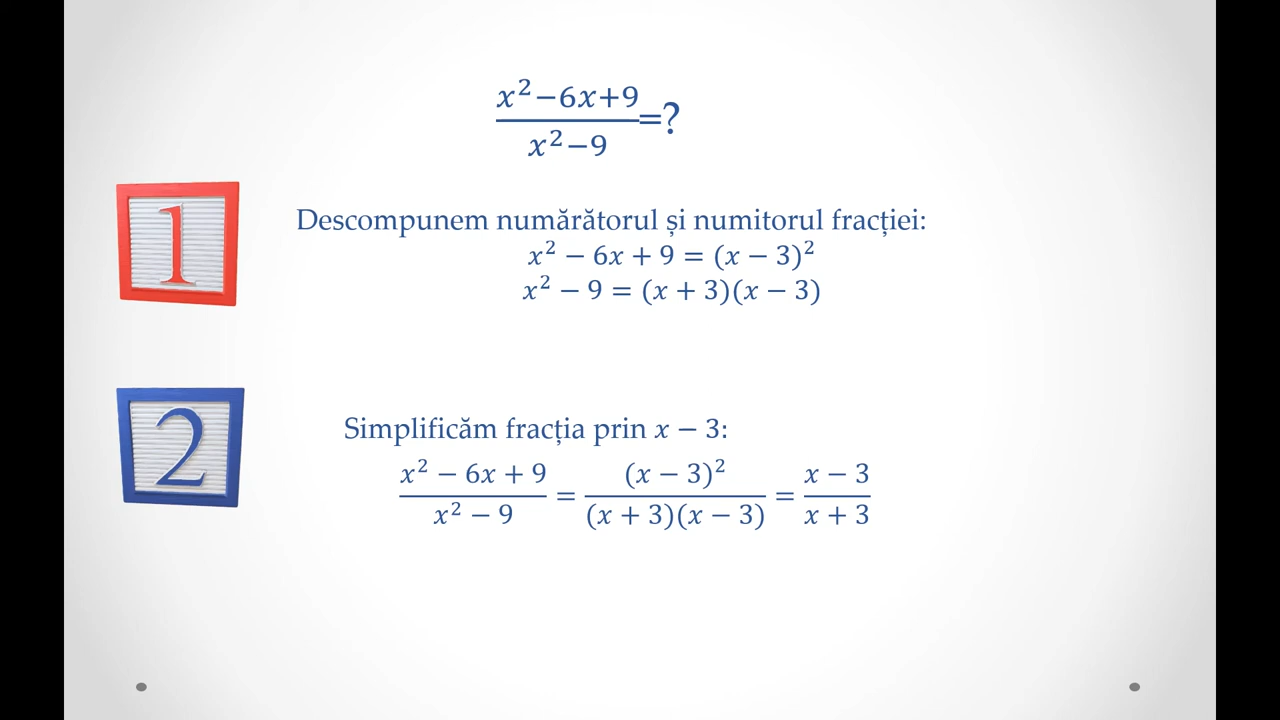 x²−6x+9
x²−9
=?
1
Descompunem numărătorul și numitorul fracției:
x² − 6x + 9 = (x − 3)²
x² − 9 = (x + 3)(x − 3)
2
Simplificăm fracția prin x − 3:
x² − 6x + 9 / x² − 9 = (x − 3)² / (x + 3)(x − 3) = x − 3 / x + 3